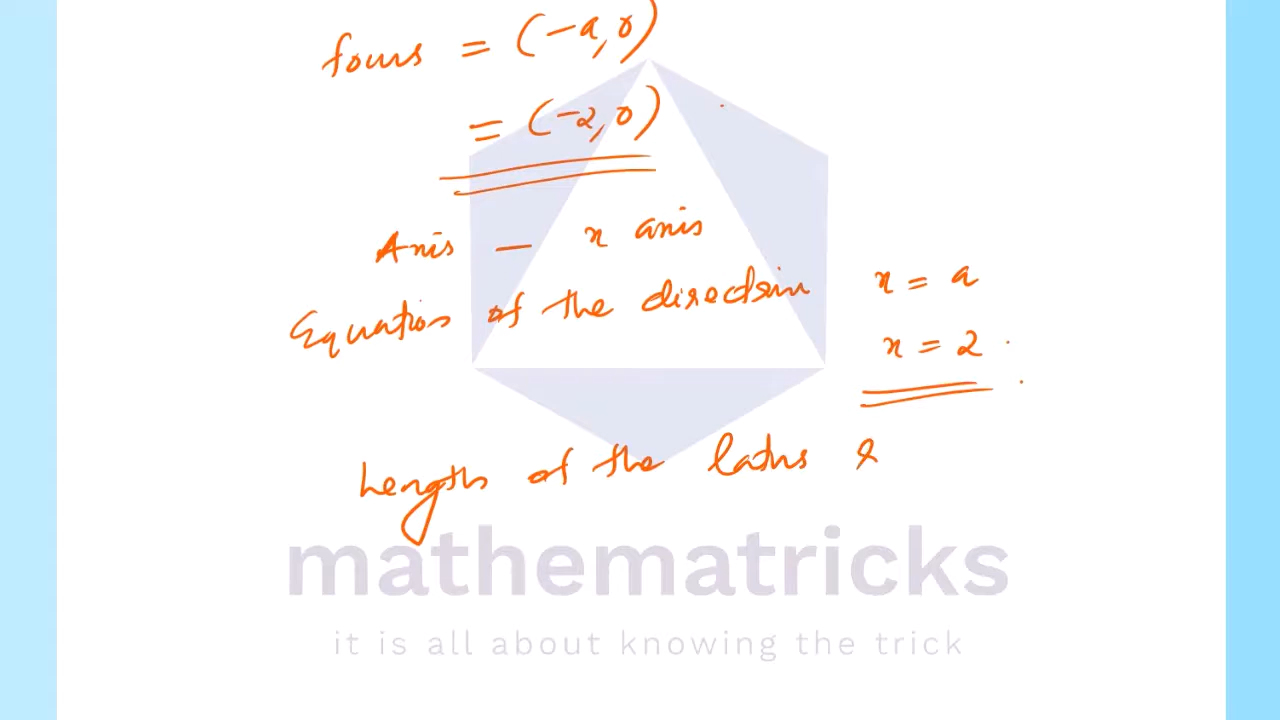 focus = (-a, 0)
= (-2, 0)
Axis - x axis
Equation of the directrix x = a
x = 2
Length of the latus
mathematricks
it is all about knowing the trick